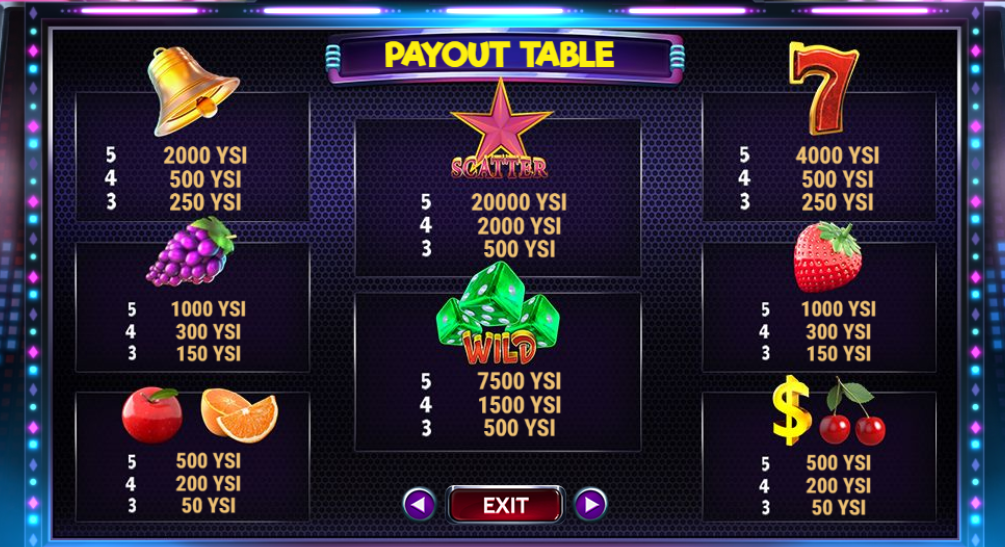 PAYOUT TABLE
5 2000 YSI
4 500 YSI
3 250 YSI
SCATTER
5 20000 YSI
4 2000 YSI
3 500 YSI
7
5 4000 YSI
4 500 YSI
3 250 YSI
5 1000 YSI
4 300 YSI
3 150 YSI
WILD
5 7500 YSI
4 1500 YSI
3 500 YSI
5 1000 YSI
4 300 YSI
3 150 YSI
5 500 YSI
4 200 YSI
3 50 YSI
$
5 500 YSI
4 200 YSI
3 50 YSI
EXIT